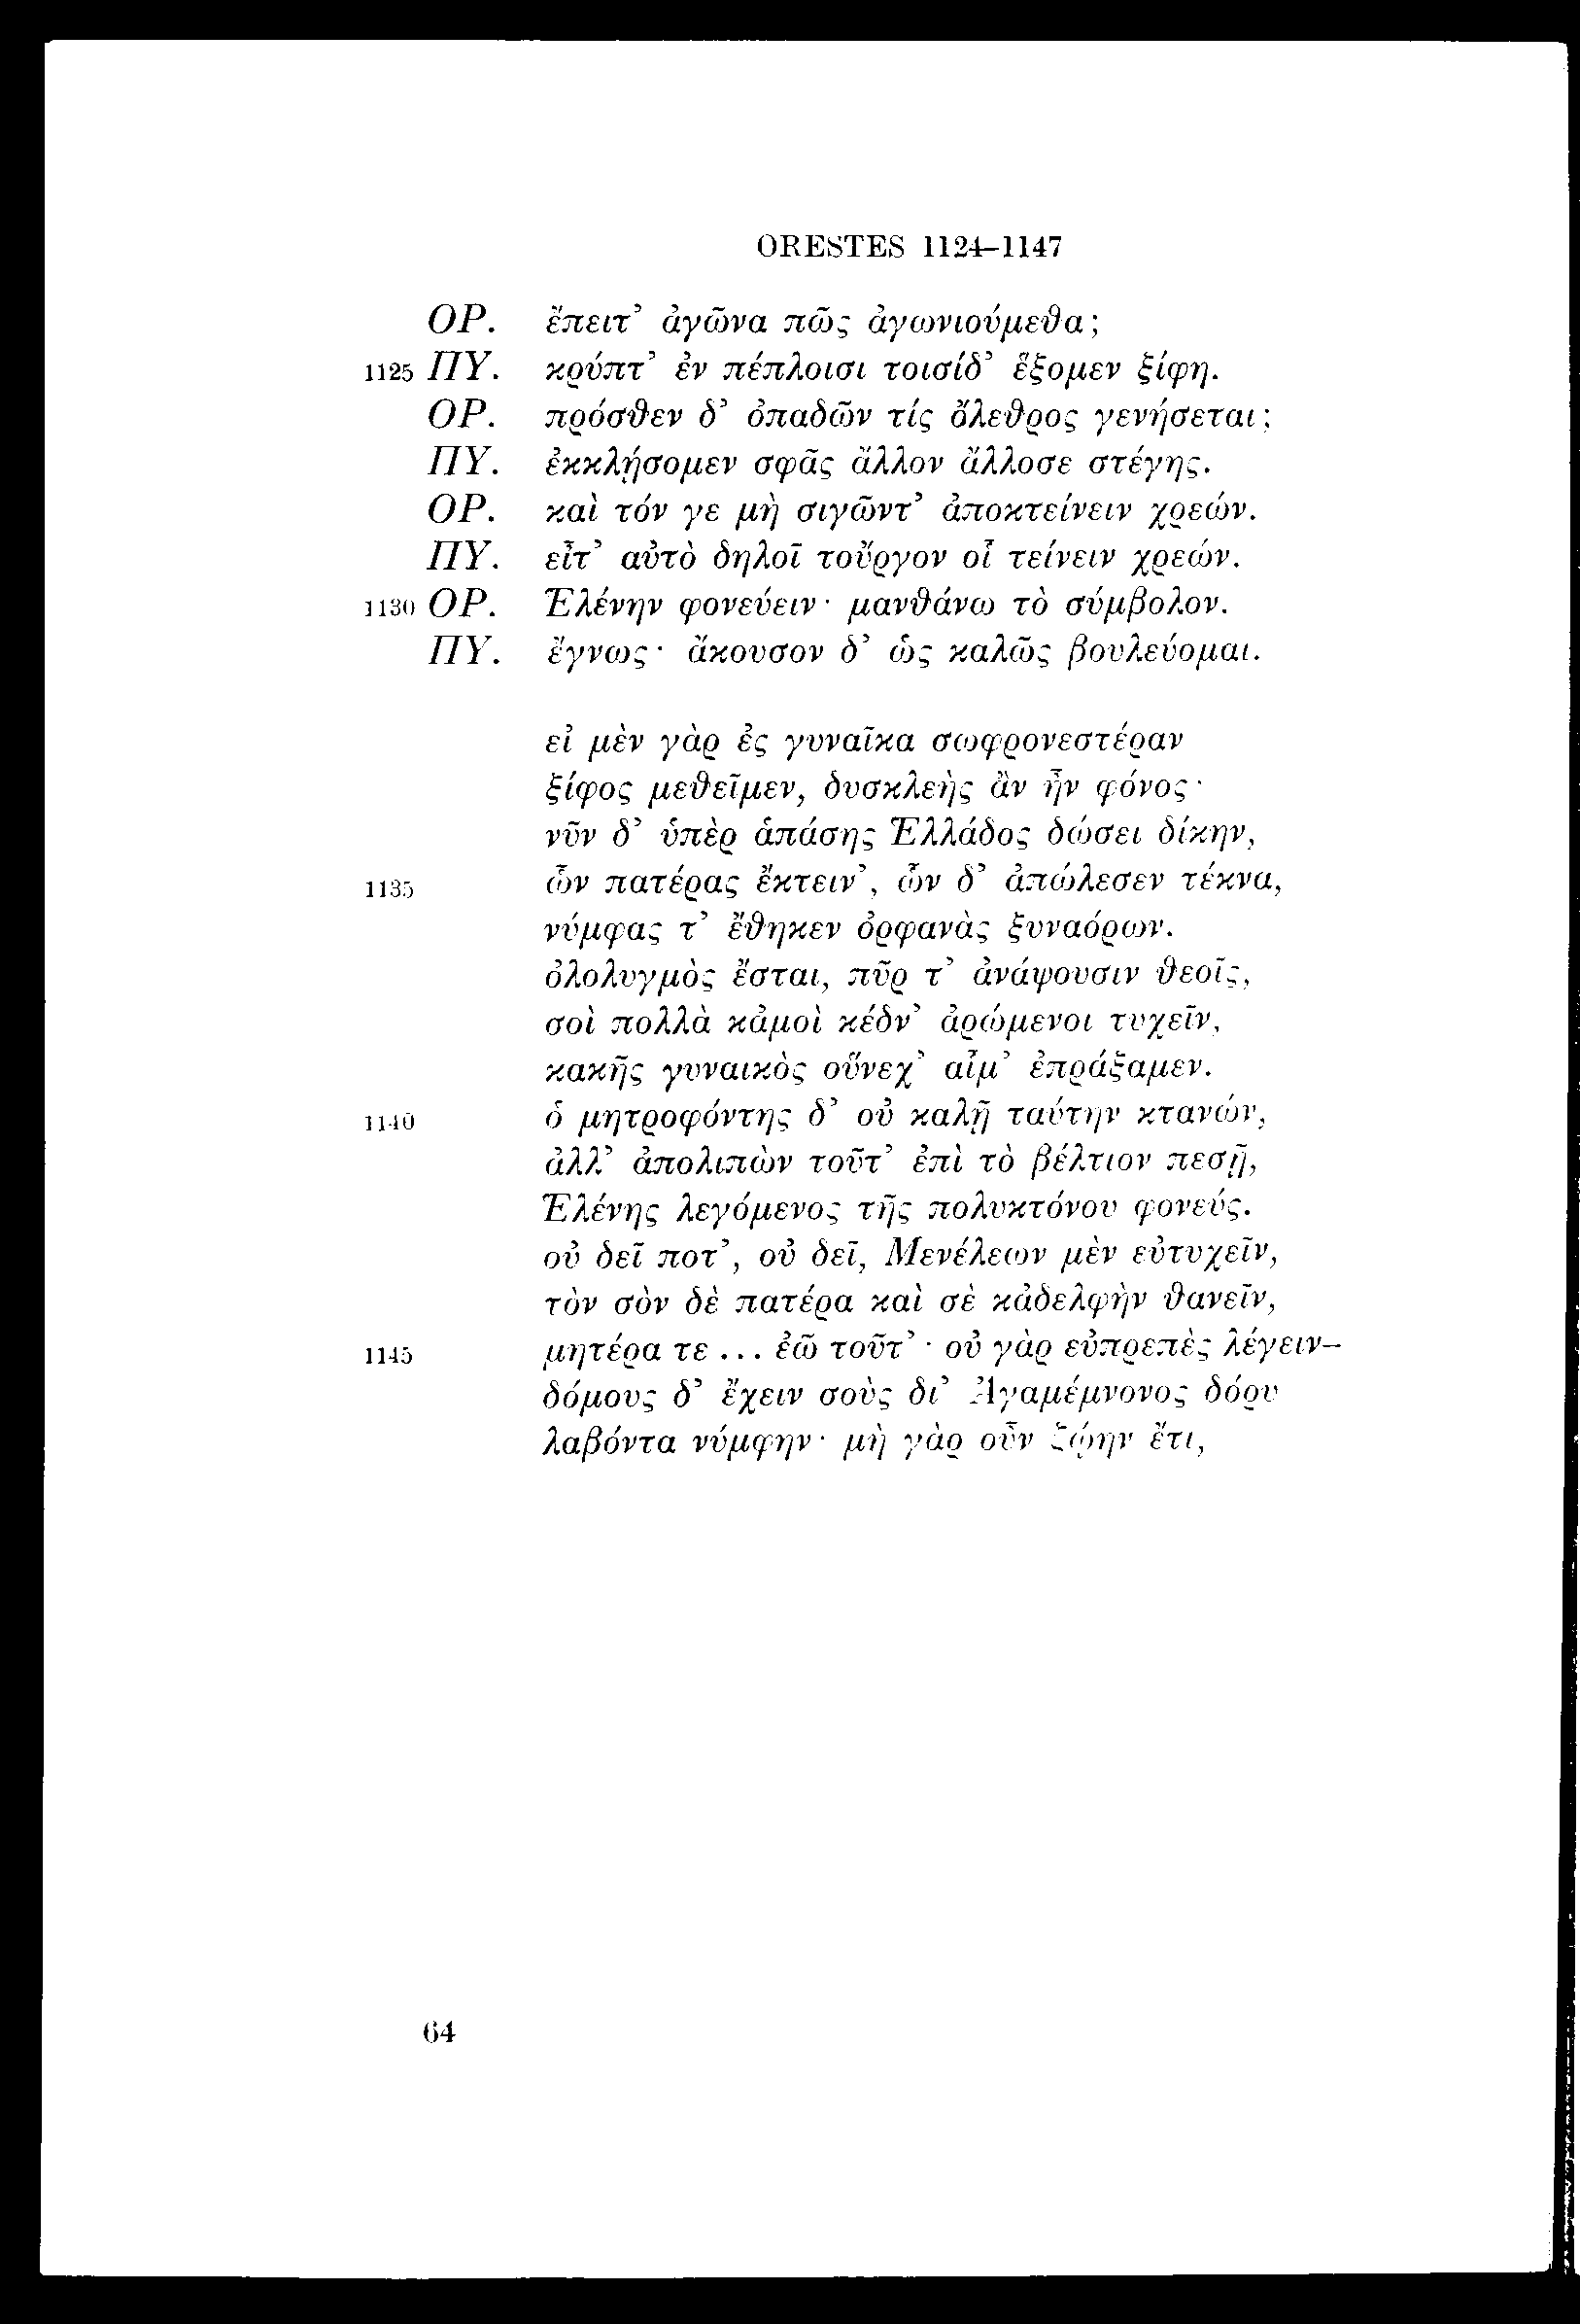 ORESTES 1124–1147
ΟΡ. ἔπειτ’ ἀγῶνα πῶς ἀγωνιούμεθα;
1125 ΠΥ. κρύπτ’ ἐν πέπλοισι τοισίδ’ ἕξομεν ξίφη.
ΟΡ. πρόσθεν δ’ ὀπαδῶν τίς ὄλεθρος γενήσεται;
ΠΥ. ἐκκλῄσομεν σφᾶς ἄλλον ἄλλοσε στέγης.
ΟΡ. καὶ τόν γε μὴ σιγῶντ’ ἀποκτείνειν χρεών.
ΠΥ. εἶτ’ αὐτὸ δηλοῖ τοὔργον οἷ τείνειν χρεών.
1130 ΟΡ. Ἑλένην φονεύειν· μανθάνω τὸ σύμβολον.
ΠΥ. ἔγνως· ἄκουσον δ’ ὡς καλῶς βουλεύομαι.
εἰ μὲν γὰρ ἐς γυναῖκα σωφρονεστέραν
ξίφος μεθεῖμεν, δυσκλεὴς ἂν ἦν φόνος·
νῦν δ’ ὑπὲρ ἁπάσης Ἑλλάδος δώσει δίκην,
1135 ὧν πατέρας ἔκτειν’, ὧν δ’ ἀπώλεσεν τέκνα,
νύμφας τ’ ἔθηκεν ὀρφανὰς ξυναόρων.
ὀλολυγμὸς ἔσται, πῦρ τ’ ἀνάψουσιν θεοῖς,
σοὶ πολλὰ κἀμοὶ κέδν’ ἀρώμενοι τυχεῖν,
κακῆς γυναικὸς οὕνεχ’ αἷμ’ ἐπράξαμεν.
1140 ὁ μητροφόντης δ’ οὐ καλῇ ταύτην κτανών,
ἀλλ’ ἀπολιπὼν τοῦτ’ ἐπὶ τὸ βέλτιον πεσῇ,
Ἑλένης λεγόμενος τῆς πολυκτόνου φονεύς.
οὐ δεῖ ποτ’, οὐ δεῖ, Μενέλεων μὲν εὐτυχεῖν,
τὸν σὸν δὲ πατέρα καὶ σὲ κἀδελφὴν θανεῖν,
1145 μητέρα τε ... ἐῶ τοῦτ’· οὐ γὰρ εὐπρεπὲς λέγειν–
δόμους δ’ ἔχειν σοὺς δι’ Ἀγαμέμνονος δόρυ
λαβόντα νύμφην· μὴ γὰρ οὖν ζῴην ἔτι,
64